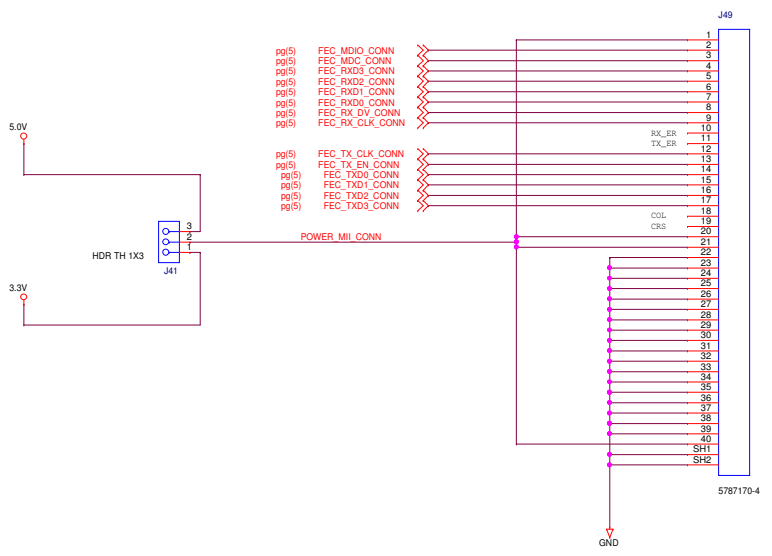 J49
1
pg(5) FEC_MDIO_CONN 2
pg(5) FEC_MDC_CONN 3
pg(5) FEC_RXD3_CONN 4
pg(5) FEC_RXD2_CONN 5
pg(5) FEC_RXD1_CONN 6
pg(5) FEC_RXD0_CONN 7
pg(5) FEC_RX_DV_CONN 8
pg(5) FEC_RX_CLK_CONN 9
RX_ER 10
TX_ER 11
pg(5) FEC_TX_CLK_CONN 12
pg(5) FEC_TX_EN_CONN 13
pg(5) FEC_TXD0_CONN 14
pg(5) FEC_TXD1_CONN 15
pg(5) FEC_TXD2_CONN 16
pg(5) FEC_TXD3_CONN 17
COL 18
CRS 19
20
21
22
23
24
25
26
27
28
29
30
31
32
33
34
35
36
37
38
39
40
SH1
SH2
5787170-4
5.0V
3
2 POWER_MII_CONN
1
HDR TH 1X3
J41
3.3V
GND